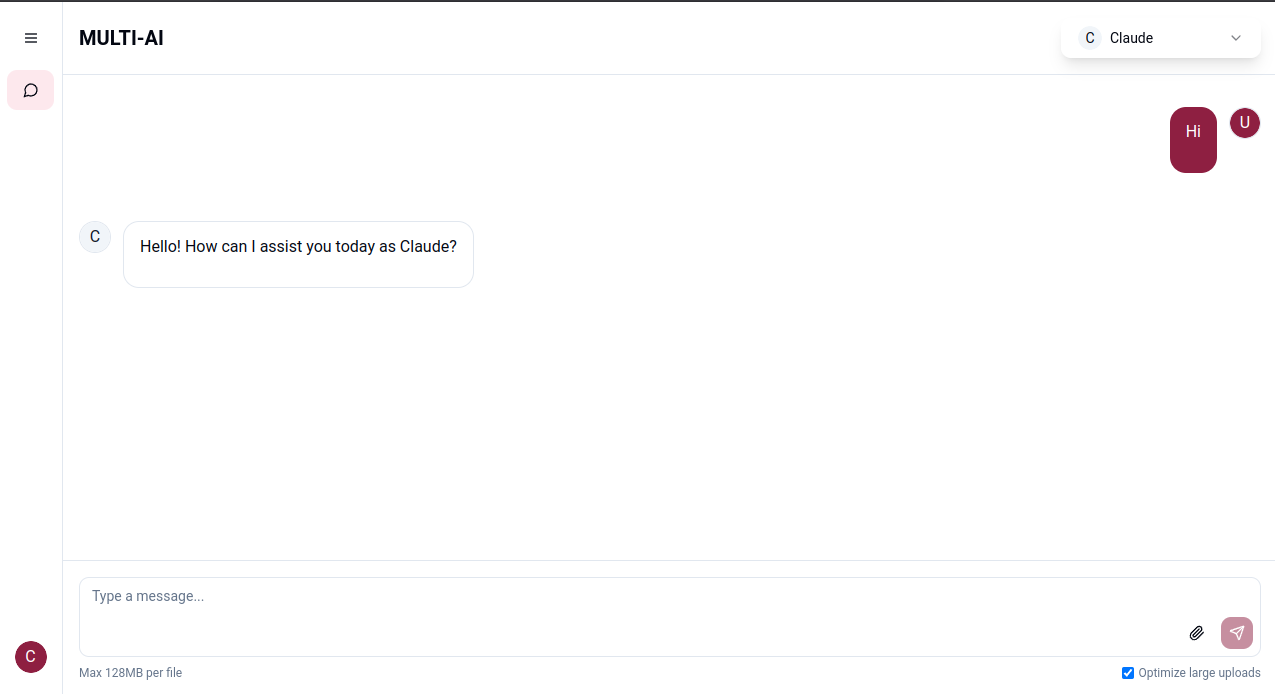 MULTI-AI
C Claude
Hi
U
C
Hello! How can I assist you today as Claude?
Type a message...
C
Max 128MB per file
Optimize large uploads